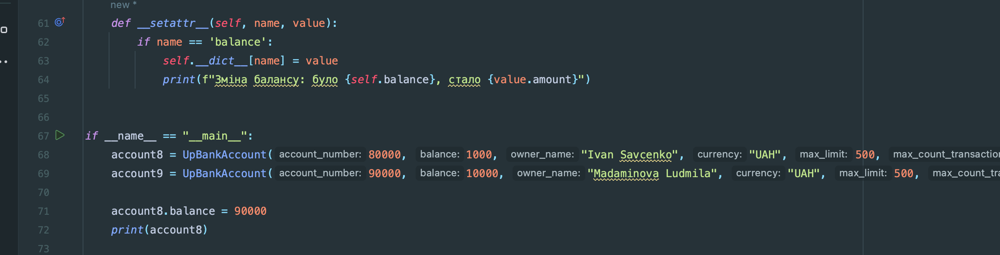 new *
61 def __setattr__(self, name, value):
62 if name == 'balance':
63 self.__dict__[name] = value
64 print(f"Зміна балансу: було {self.balance}, стало {value.amount}")
65
66
67 if __name__ == "__main__":
68 account8 = UpBankAccount( account_number: 80000, balance: 1000, owner_name: "Ivan Savcenko", currency: "UAH", max_limit: 500, max_count_transaction
69 account9 = UpBankAccount( account_number: 90000, balance: 10000, owner_name: "Madaminova Ludmila", currency: "UAH", max_limit: 500, max_count_tra
70
71 account8.balance = 90000
72 print(account8)
73